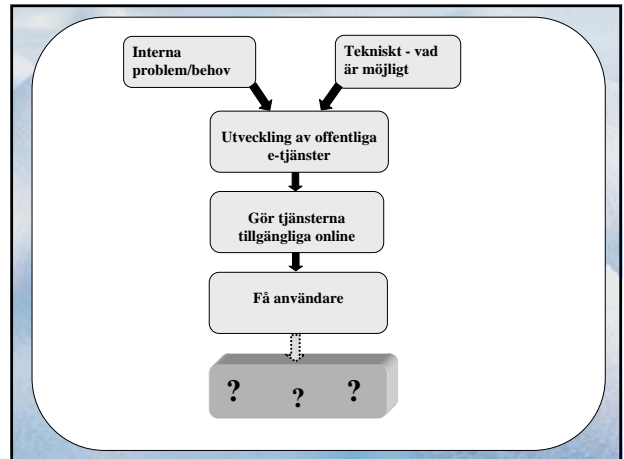 Interna
problem/behov
Tekniskt - vad
är möjligt
Utveckling av offentliga
e-tjänster
Gör tjänsterna
tillgängliga online
Få användare
? ? ?